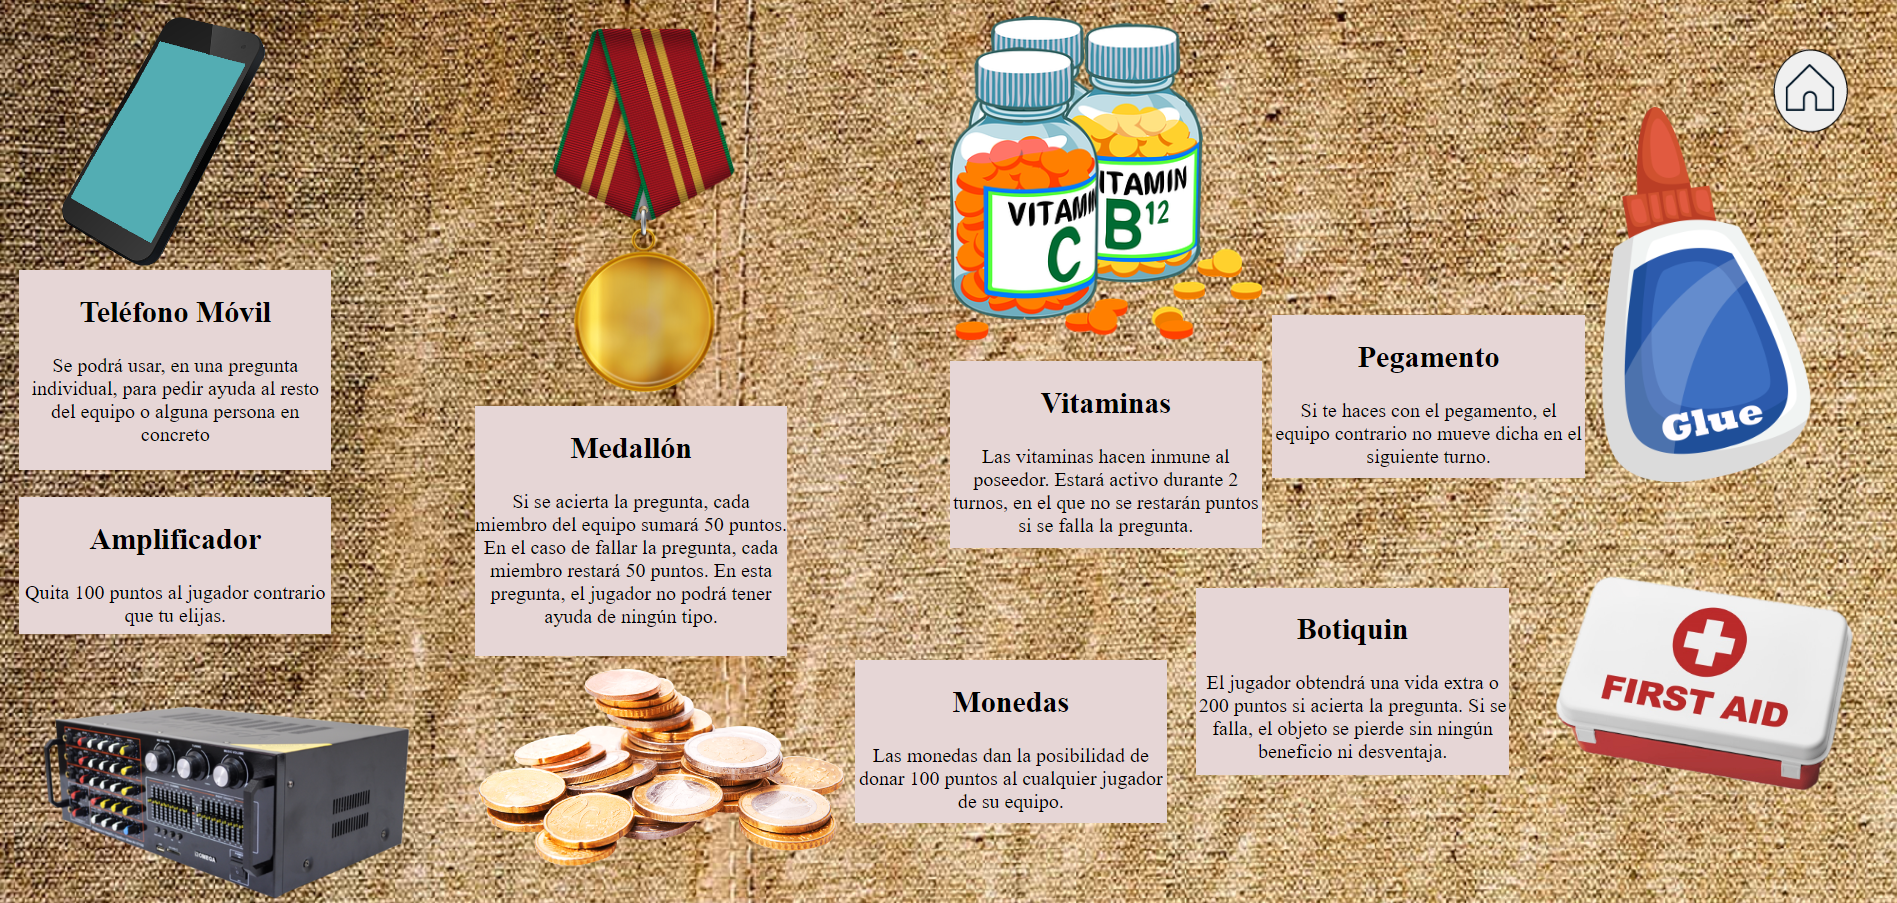 Teléfono Móvil
Se podrá usar, en una pregunta
individual, para pedir ayuda al resto
del equipo o alguna persona en
concreto
Amplificador
Quita 100 puntos al jugador contrario
que tu elijas.
Medallón
Si se acierta la pregunta, cada
miembro del equipo sumará 50 puntos.
En el caso de fallar la pregunta, cada
miembro restará 50 puntos. En esta
pregunta, el jugador no podrá tener
ayuda de ningún tipo.
VITAMIN
C
ITAMIN
B12
Vitaminas
Las vitaminas hacen inmune al
poseedor. Estará activo durante 2
turnos, en el que no se restarán puntos
si se falla la pregunta.
Pegamento
Si te haces con el pegamento, el
equipo contrario no mueve dicha en el
siguiente turno.
Glue
Monedas
Las monedas dan la posibilidad de
donar 100 puntos al cualquier jugador
de su equipo.
Botiquin
El jugador obtendrá una vida extra o
200 puntos si acierta la pregunta. Si se
falla, el objeto se pierde sin ningún
beneficio ni desventaja.
FIRST AID
OMEGA